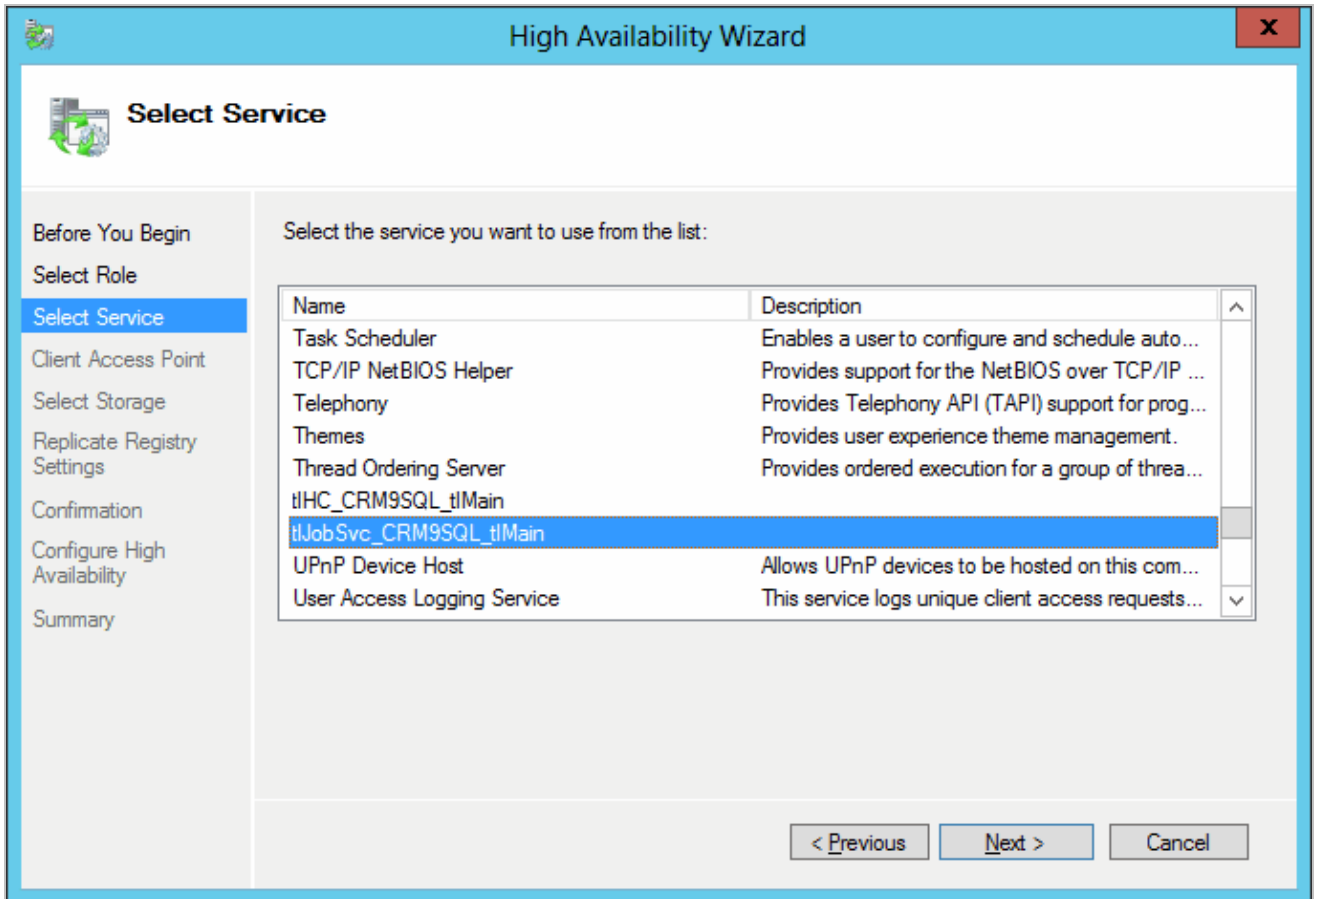 High Availability Wizard
X
Select Service
Before You Begin
Select Role
Select Service
Client Access Point
Select Storage
Replicate Registry
Settings
Confirmation
Configure High
Availability
Summary
Select the service you want to use from the list:
Name Description
Task Scheduler Enables a user to configure and schedule auto...
TCP/IP NetBIOS Helper Provides support for the NetBIOS over TCP/IP ...
Telephony Provides Telephony API (TAPI) support for prog...
Themes Provides user experience theme management.
Thread Ordering Server Provides ordered execution for a group of threa...
tlHC_CRM9SQL_tlMain
tlJobSvc_CRM9SQL_tlMain
UPnP Device Host Allows UPnP devices to be hosted on this com...
User Access Logging Service This service logs unique client access requests...
< Previous Next > Cancel